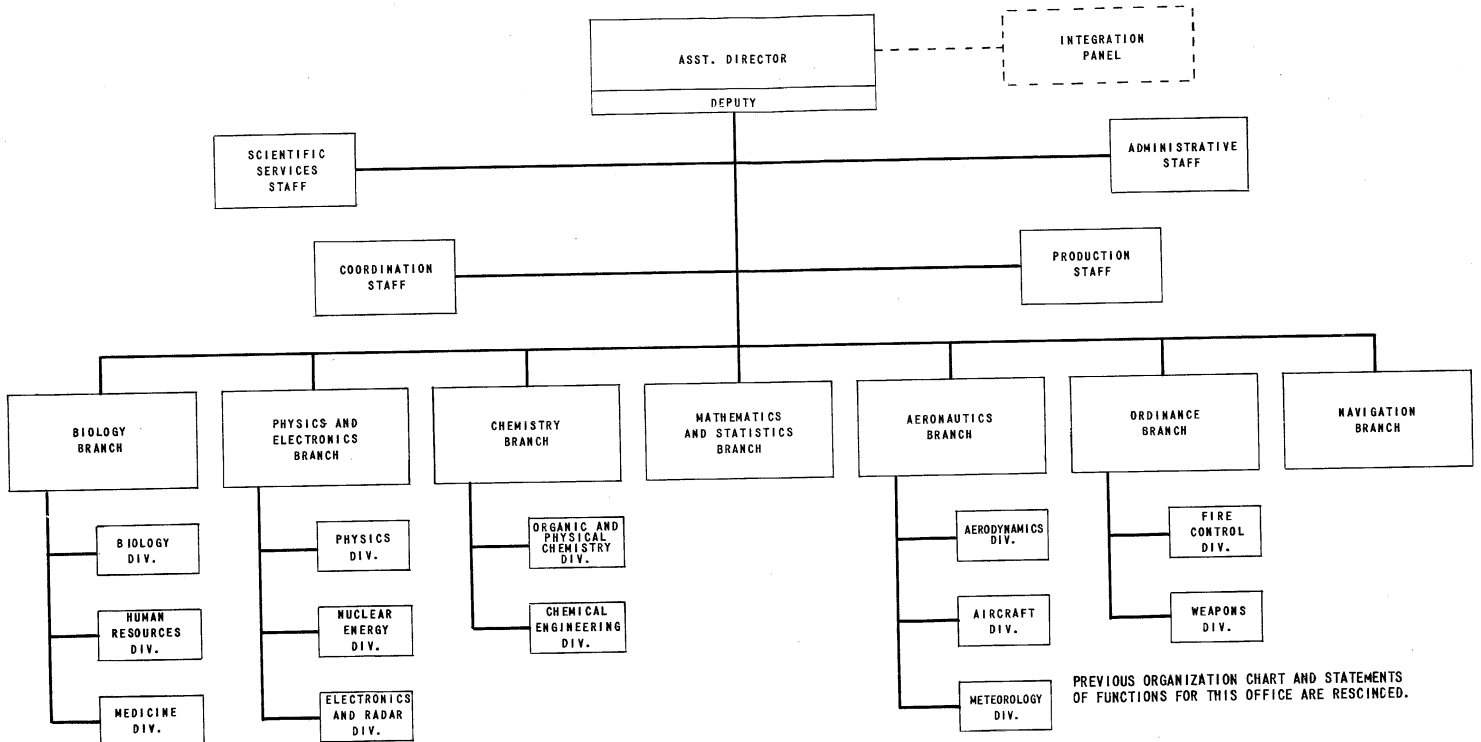 ASST. DIRECTOR
DEPUTY
INTEGRATION
PANEL
SCIENTIFIC
SERVICES
STAFF
ADMINISTRATIVE
STAFF
COORDINATION
STAFF
PRODUCTION
STAFF
BIOLOGY
BRANCH
PHYSICS AND
ELECTRONICS
BRANCH
CHEMISTRY
BRANCH
MATHEMATICS
AND STATISTICS
BRANCH
AERONAUTICS
BRANCH
ORDINANCE
BRANCH
NAVIGATION
BRANCH
BIOLOGY
DIV.
HUMAN
RESOURCES
DIV.
MEDICINE
DIV.
PHYSICS
DIV.
NUCLEAR
ENERGY
DIV.
ELECTRONICS
AND RADAR
DIV.
ORGANIC AND
PHYSICAL
CHEMISTRY
DIV.
CHEMICAL
ENGINEERING
DIV.
AERODYNAMICS
DIV.
AIRCRAFT
DIV.
METEOROLOGY
DIV.
FIRE
CONTROL
DIV.
WEAPONS
DIV.
PREVIOUS ORGANIZATION CHART AND STATEMENTS
OF FUNCTIONS FOR THIS OFFICE ARE RESCINCED.